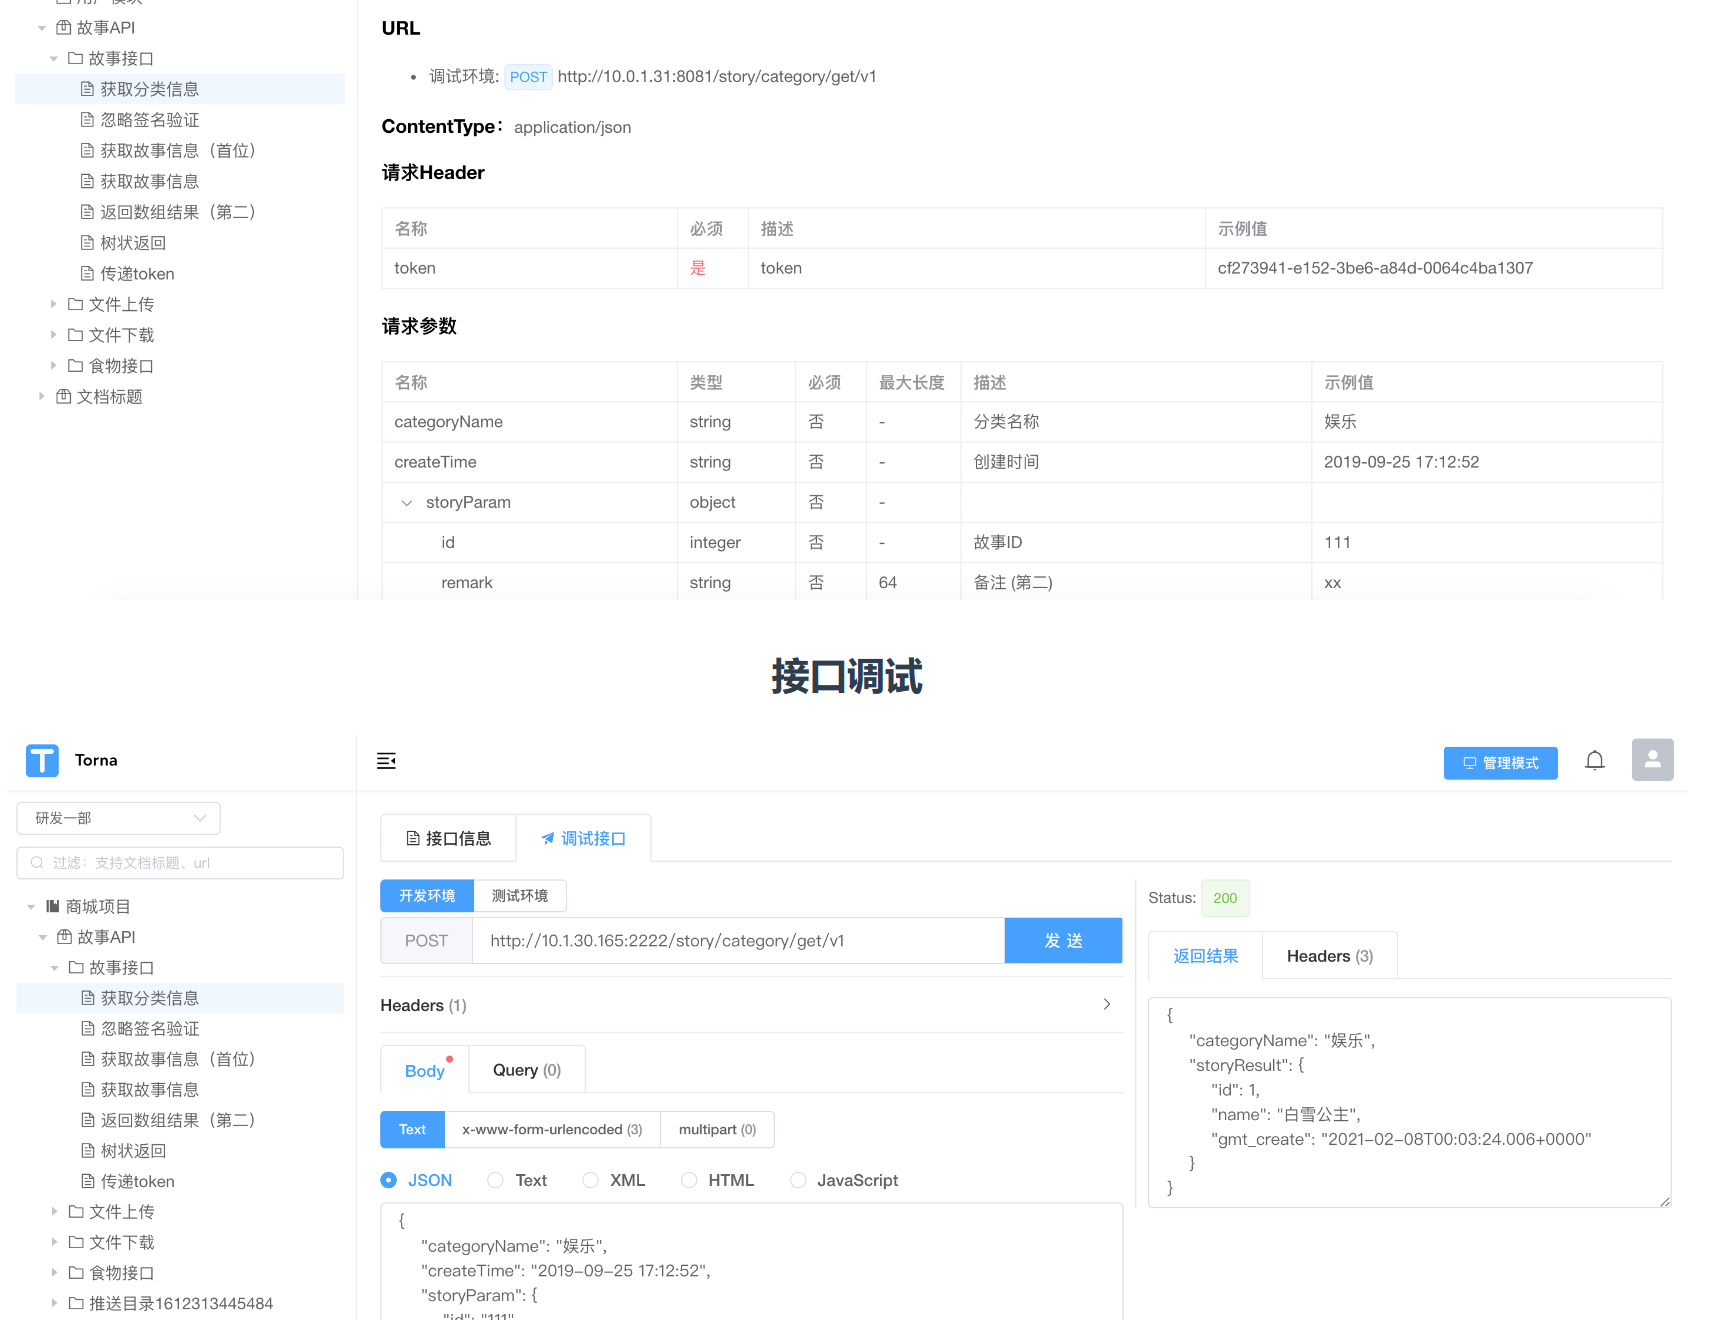 用户模块
故事API
故事接口
获取分类信息
忽略签名验证
获取故事信息（首位）
获取故事信息
返回数组结果（第二）
树状返回
传递token
文件上传
文件下载
食物接口
文档标题
URL
• 调试环境: POST http://10.0.1.31:8081/story/category/get/v1
ContentType： application/json
请求Header
名称 必须 描述 示例值
token 是 token cf273941-e152-3be6-a84d-0064c4ba1307
请求参数
名称 类型 必须 最大长度 描述 示例值
categoryName string 否 - 分类名称 娱乐
createTime string 否 - 创建时间 2019-09-25 17:12:52
storyParam object 否 -
id integer 否 - 故事ID 111
remark string 否 64 备注 (第二) xx
接口调试
T Torna
管理模式
研发一部
过滤：支持文档标题、url
商城项目
故事API
故事接口
获取分类信息
忽略签名验证
获取故事信息（首位）
获取故事信息
返回数组结果（第二）
树状返回
传递token
文件上传
文件下载
食物接口
推送目录1612313445484
接口信息 调试接口
开发环境 测试环境
POST http://10.1.30.165:2222/story/category/get/v1 发 送
Headers (1)
Body Query (0)
Text x-www-form-urlencoded (3) multipart (0)
JSON Text XML HTML JavaScript
{
"categoryName": "娱乐",
"createTime": "2019-09-25 17:12:52",
"storyParam": {
"id": "111"
Status: 200
返回结果 Headers (3)
{
"categoryName": "娱乐",
"storyResult": {
"id": 1,
"name": "白雪公主",
"gmt_create": "2021-02-08T00:03:24.006+0000"
}
}